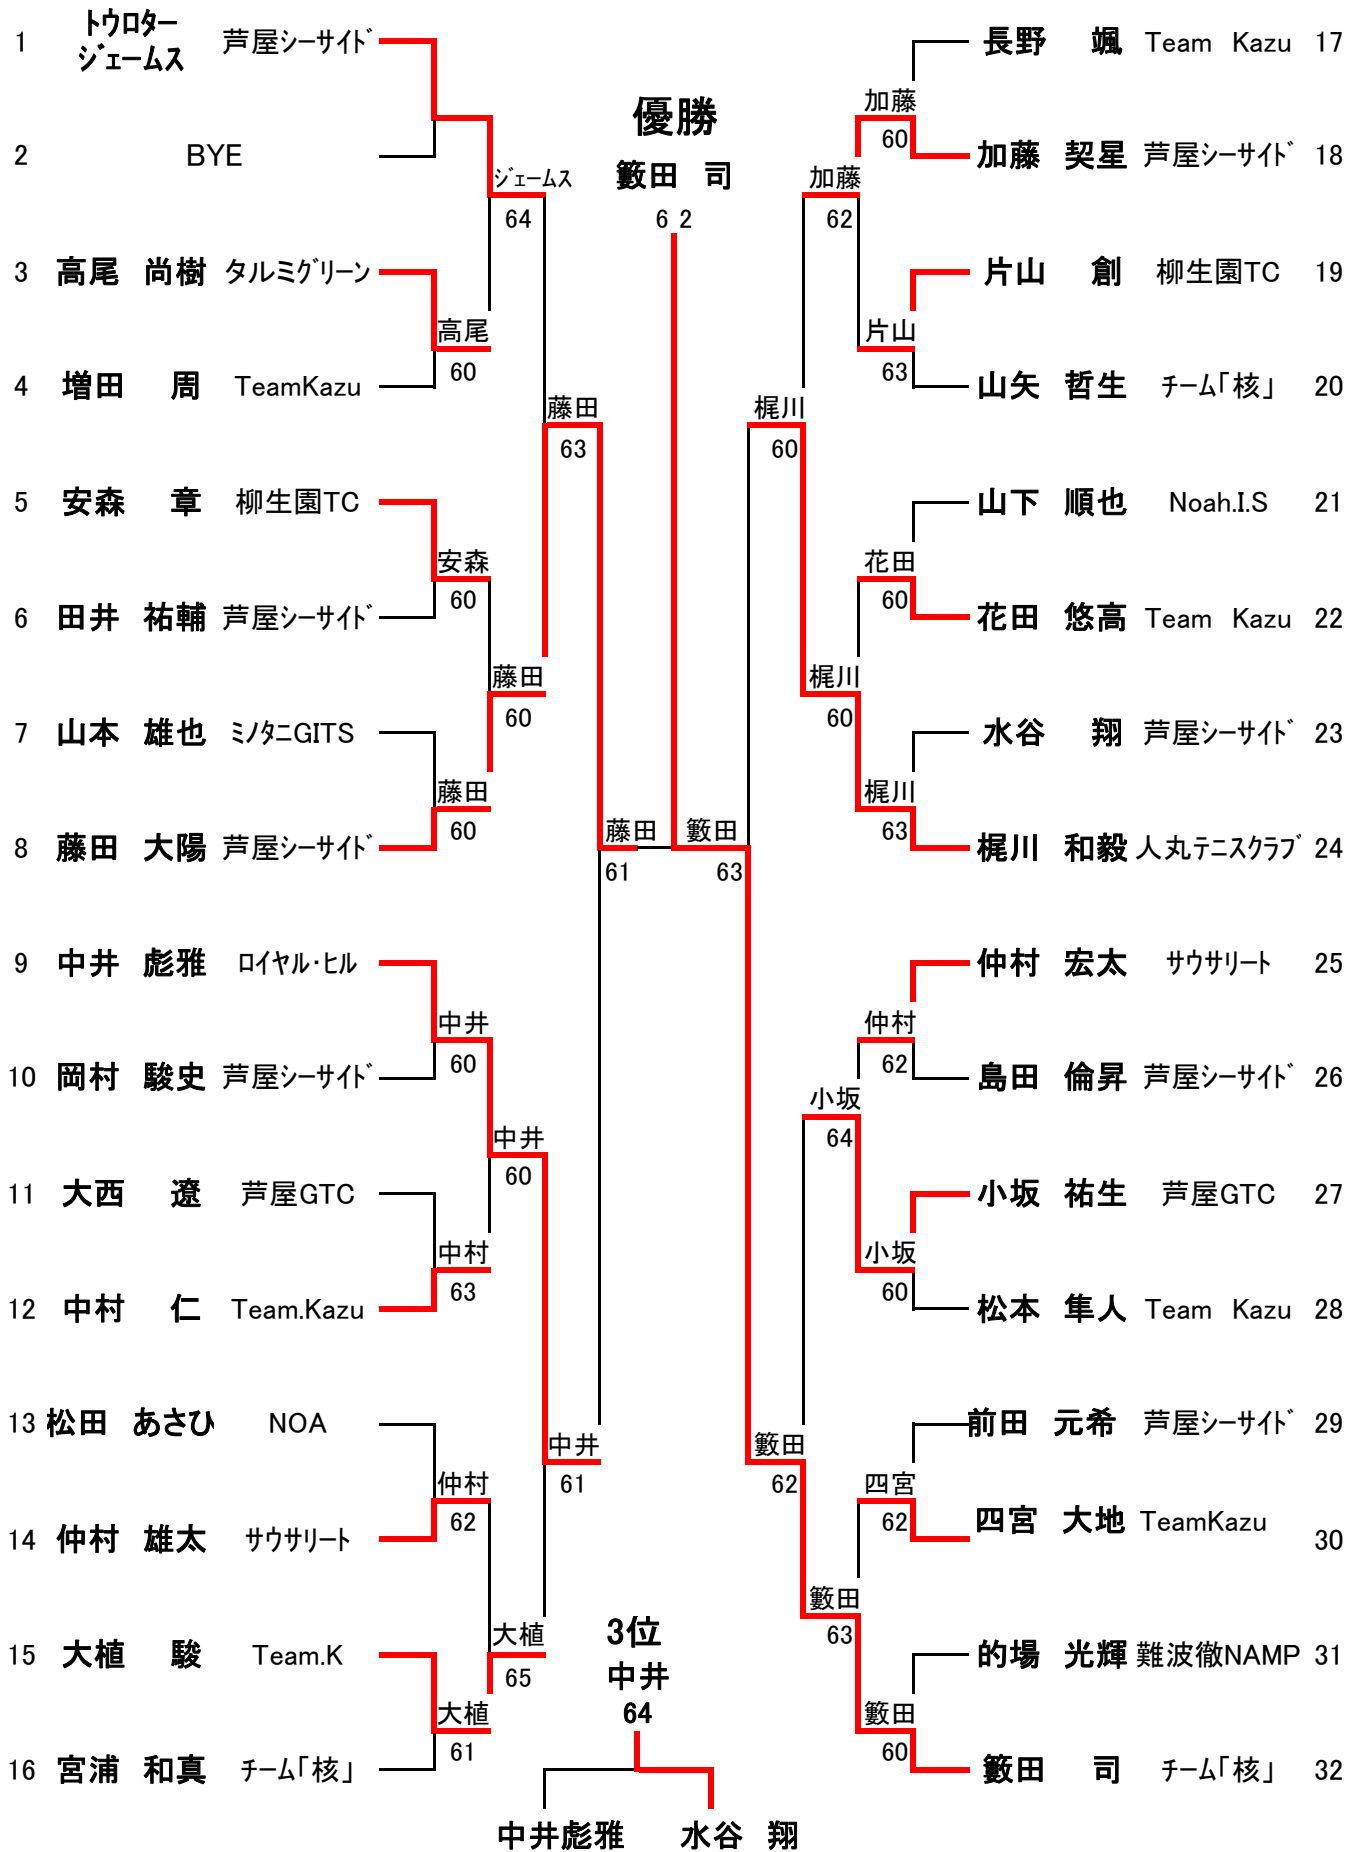 1 トウロター ジェームス 芦屋シーサイド
2 BYE
3 高尾 尚樹 タルミグリーン
4 増田 周 TeamKazu
5 安森 章 柳生園TC
6 田井 祐輔 芦屋シーサイド
7 山本 雄也 ミノタニGITS
8 藤田 大陽 芦屋シーサイド
9 中井 彪雅 ロイヤル・ヒル
10 岡村 駿史 芦屋シーサイド
11 大西 遼 芦屋GTC
12 中村 仁 Team.Kazu
13 松田 あさひ NOA
14 仲村 雄太 サウサリート
15 大植 駿 Team.K
16 宮浦 和真 チーム「核」
高尾
60
安森
60
藤田
60
中井
60
中村
63
仲村
62
大植
61
ジェームス
64
藤田
60
中井
60
大植
65
藤田
63
中井
61
藤田
61
優勝
籔田 司
6 2
籔田
63
梶川
60
籔田
62
加藤
62
梶川
60
小坂
64
籔田
63
加藤
60
片山
63
花田
60
梶川
63
仲村
62
小坂
60
四宮
62
籔田
60
長野 颯 Team Kazu 17
加藤 契星 芦屋シーサイド 18
片山 創 柳生園TC 19
山矢 哲生 チーム「核」 20
山下 順也 Noah.I.S 21
花田 悠高 Team Kazu 22
水谷 翔 芦屋シーサイド 23
梶川 和毅 人丸テニスクラブ 24
仲村 宏太 サウサリート 25
島田 倫昇 芦屋シーサイド 26
小坂 祐生 芦屋GTC 27
松本 隼人 Team Kazu 28
前田 元希 芦屋シーサイド 29
四宮 大地 TeamKazu 30
的場 光輝 難波徹NAMP 31
籔田 司 チーム「核」 32
3位
中井
64
中井彪雅 水谷 翔